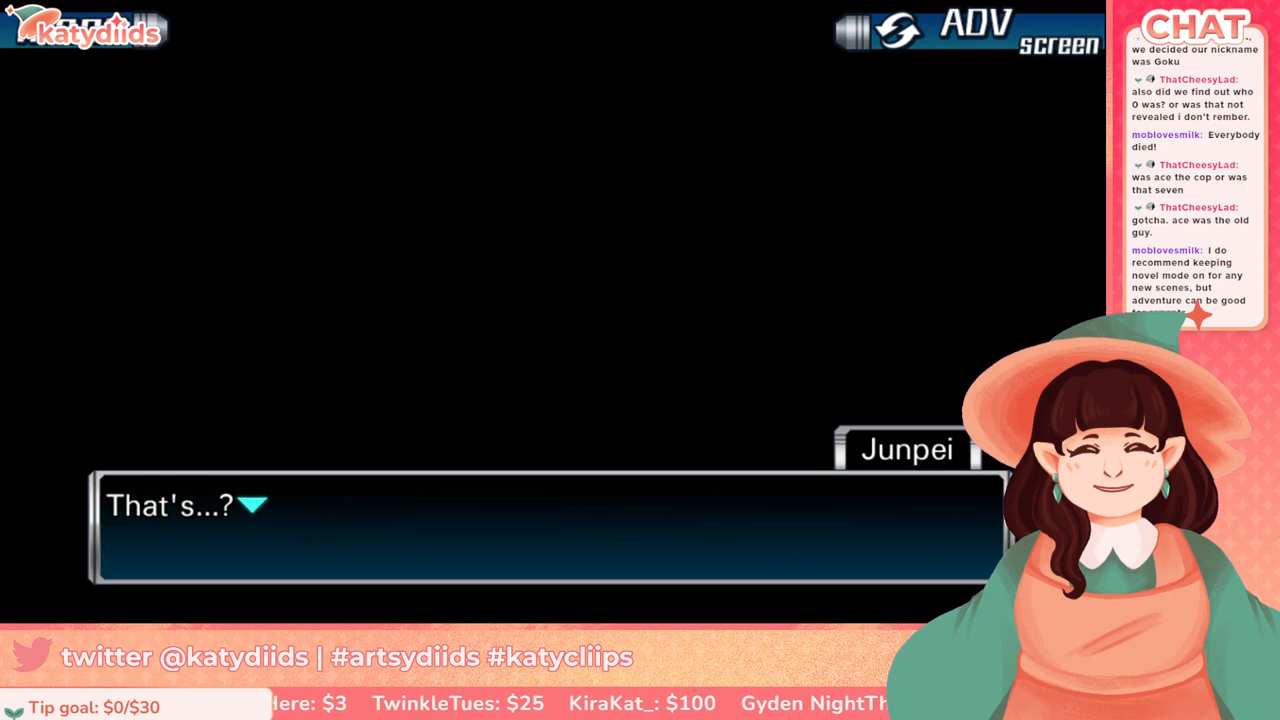 katydiids
ADV
screen
CHAT
we decided our nickname
was Goku
ThatCheesyLad:
also did we find out who
0 was? or was that not
revealed i don't rember.
moblovesmilk: Everybody
died!
ThatCheesyLad:
was ace the cop or was
that seven
ThatCheesyLad:
gotcha. ace was the old
guy.
moblovesmilk: I do
recommend keeping
novel mode on for any
new scenes, but
adventure can be good
Junpei
That's...?
twitter @katydiids | #artsydiids #katycliips
Tip goal: $0/$30
Here: $3 TwinkleTues: $25 KiraKat_: $100 Gyden